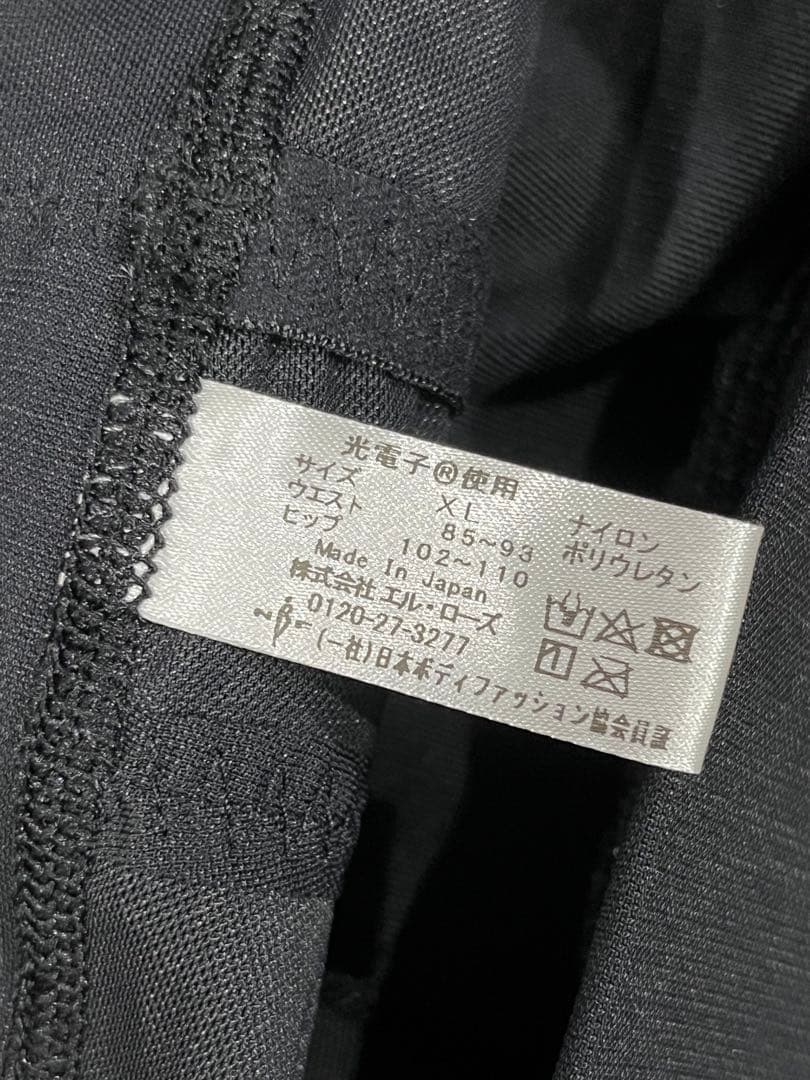 光電子®使用
サイズ XL
ウエスト 85~93
ヒップ 102~110
ナイロン
ポリウレタン
Made In Japan
株式会社エル・ローズ
0120-27-3277
(一社)日本ボディファッション協会会員証